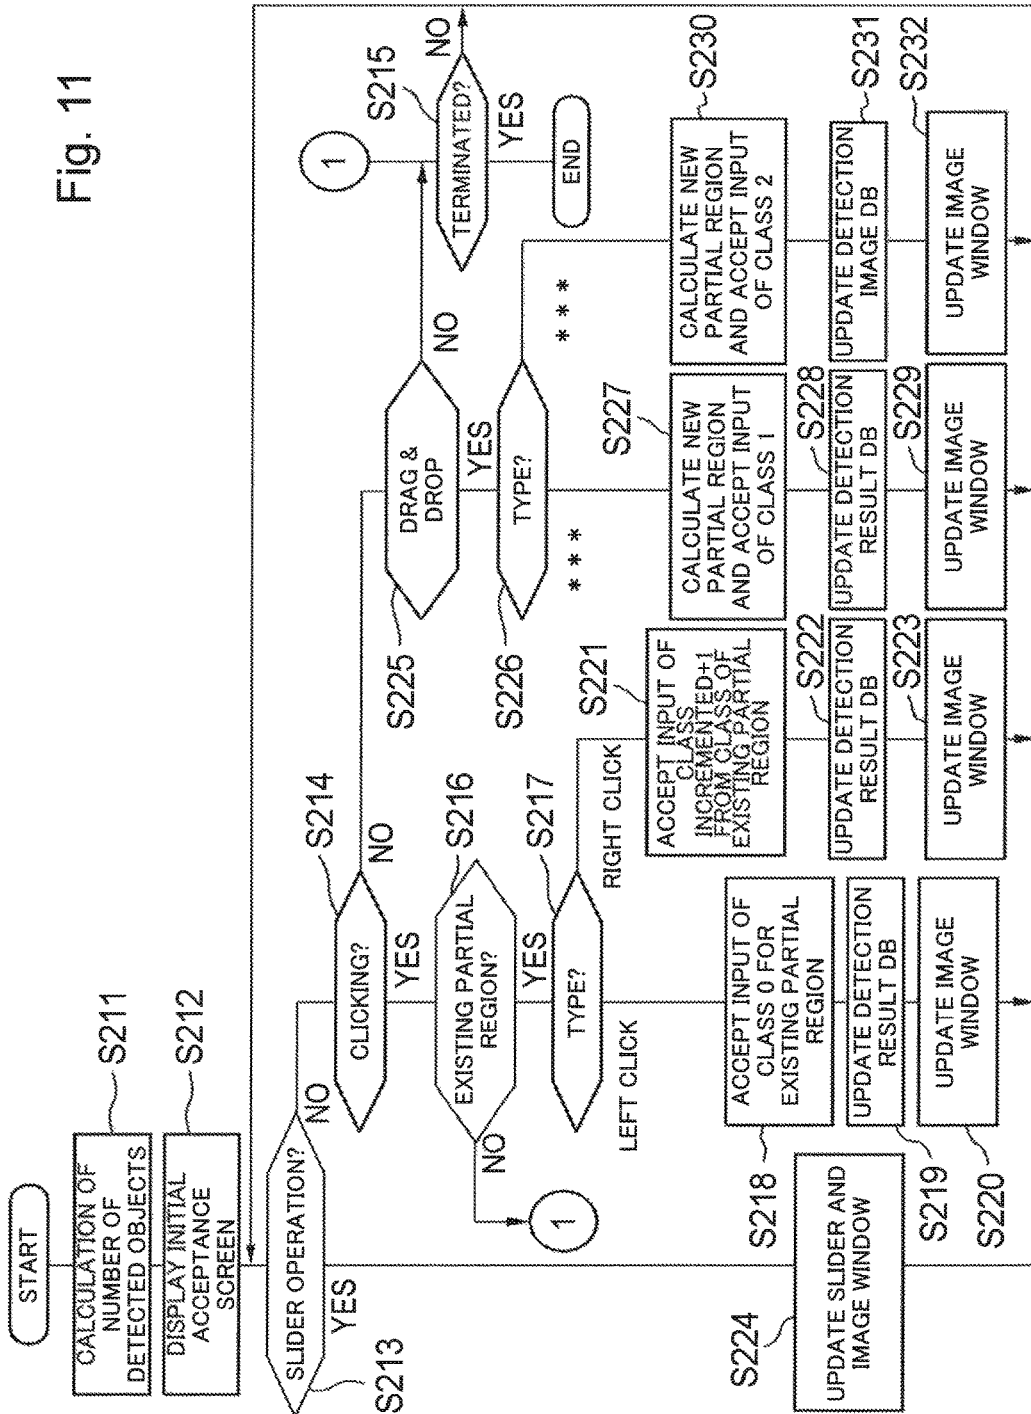 Fig. 11
START
CALCULATION OF
NUMBER OF
DETECTED OBJECTS
S211
DISPLAY INITIAL
ACCEPTANCE
SCREEN
S212
SLIDER OPERATION?
S213
NO
YES
CLICKING?
S214
NO
YES
EXISTING PARTIAL
REGION?
S216
NO
YES
1
TYPE?
S217
LEFT CLICK
RIGHT CLICK
DRAG &
DROP
S225
NO
YES
TYPE?
S226
***
***
1
TERMINATED?
S215
NO
YES
END
UPDATE SLIDER AND
IMAGE WINDOW
S224
ACCEPT INPUT OF
CLASS 0 FOR
EXISTING PARTIAL
REGION
S218
UPDATE DETECTION
RESULT DB
S219
UPDATE IMAGE
WINDOW
S220
ACCEPT INPUT OF
CLASS
INCREMENTED+1
FROM CLASS OF
EXISTING PARTIAL
REGION
S221
UPDATE DETECTION
RESULT DB
S222
UPDATE IMAGE
WINDOW
S223
CALCULATE NEW
PARTIAL REGION
AND ACCEPT INPUT
OF CLASS 1
S227
UPDATE DETECTION
RESULT DB
S228
UPDATE IMAGE
WINDOW
S229
CALCULATE NEW
PARTIAL REGION
AND ACCEPT INPUT
OF CLASS 2
S230
UPDATE DETECTION
IMAGE DB
S231
UPDATE IMAGE
WINDOW
S232